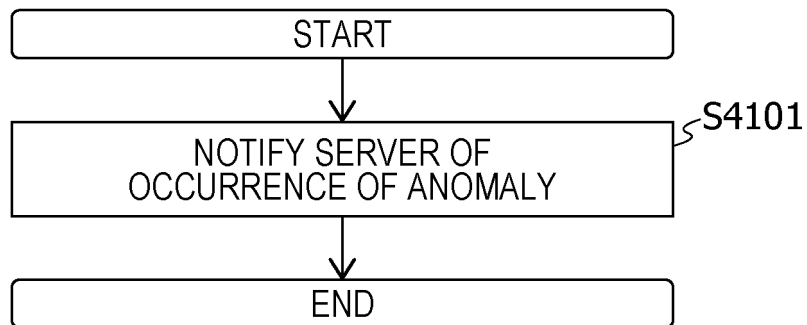 START
S4101
NOTIFY SERVER OF
OCCURRENCE OF ANOMALY
END